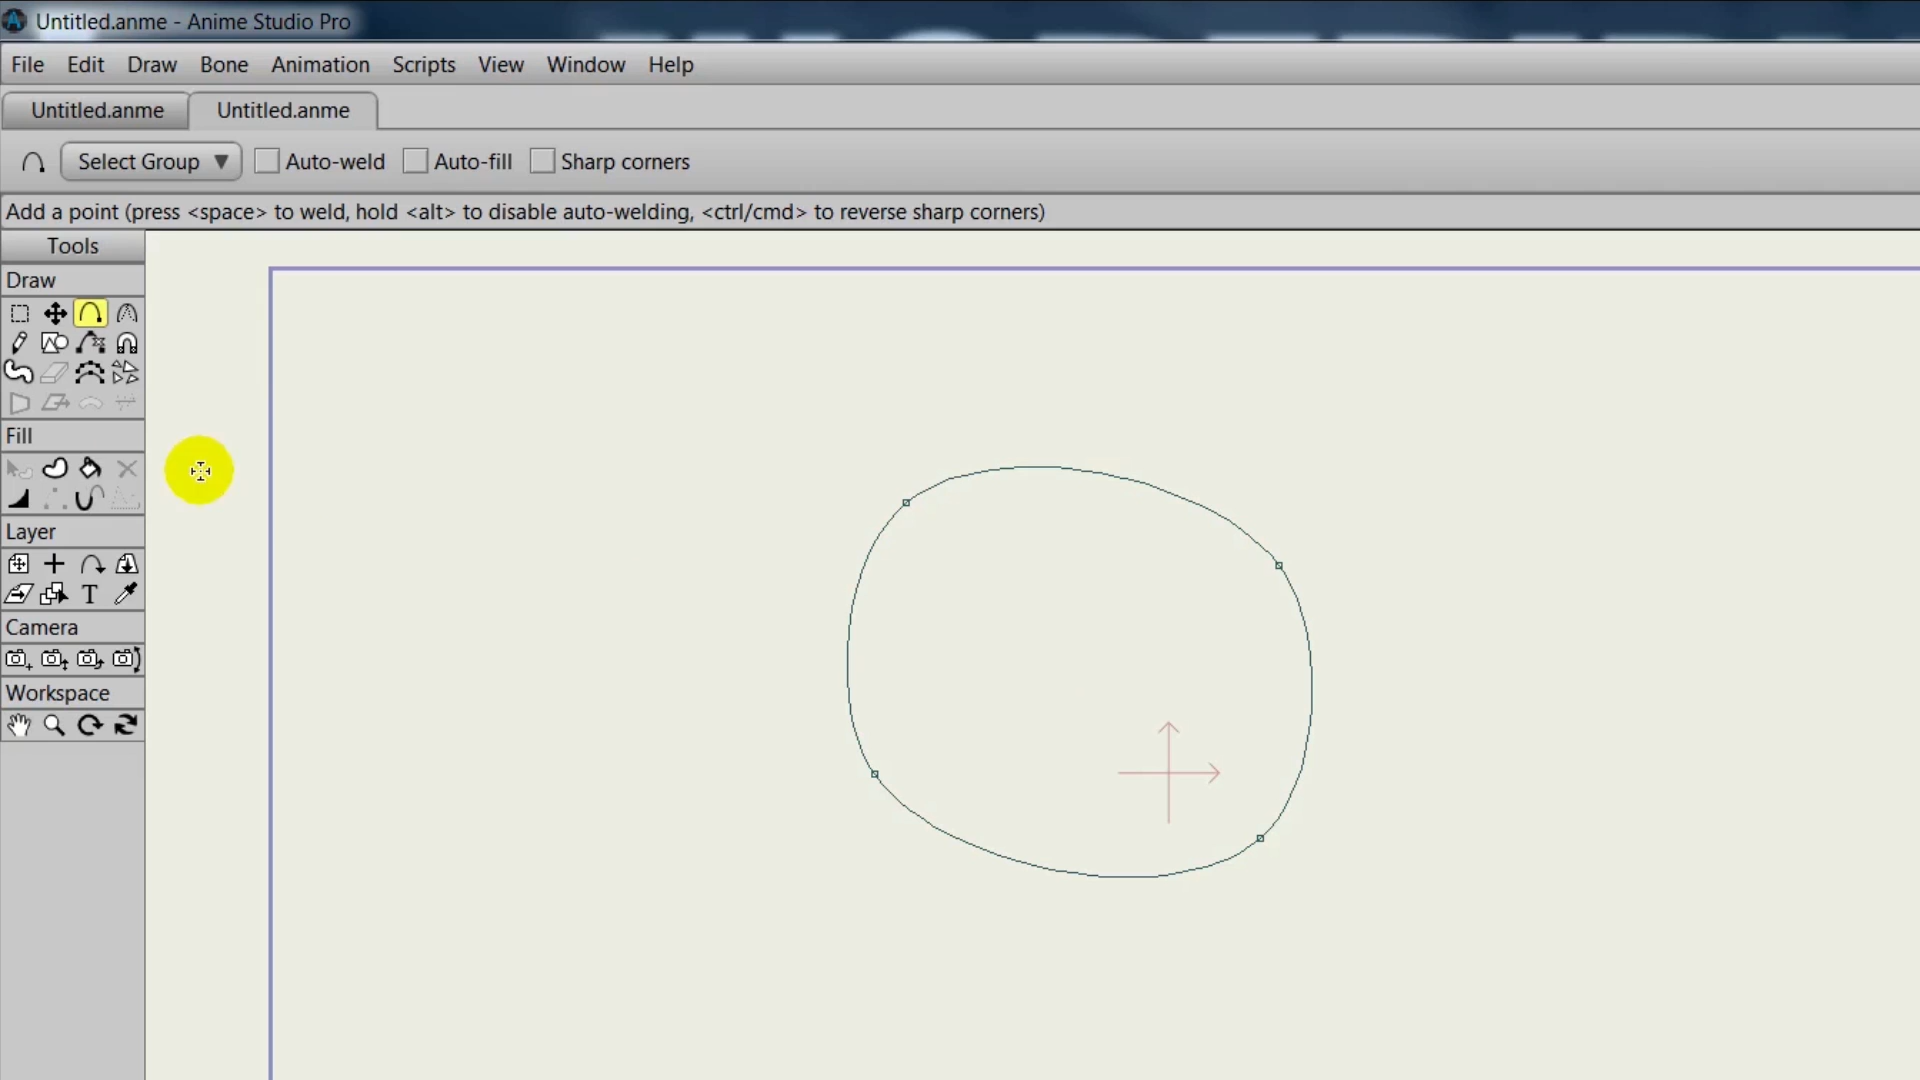 Untitled.anme - Anime Studio Pro
File Edit Draw Bone Animation Scripts View Window Help
Untitled.anme Untitled.anme
Select Group Auto-weld Auto-fill Sharp corners
Add a point (press <space> to weld, hold <alt> to disable auto-welding, <ctrl/cmd> to reverse sharp corners)
Tools
Draw
Fill
Layer
T
Camera
Workspace